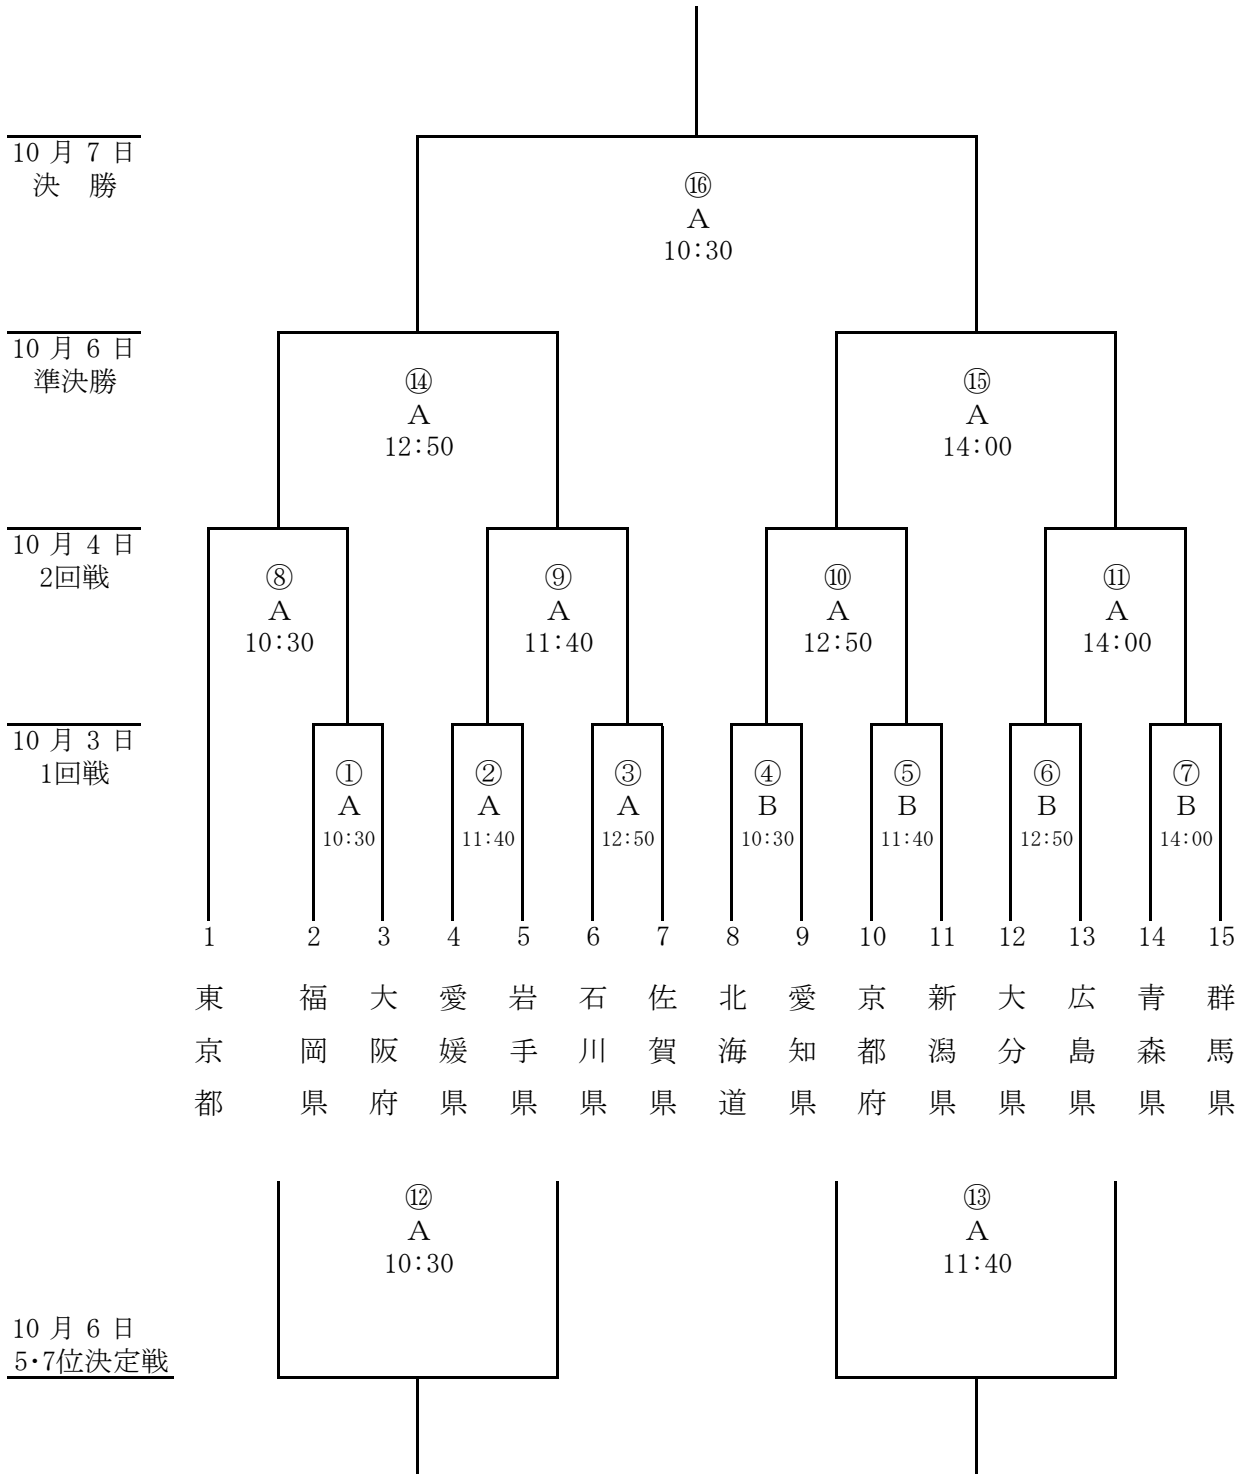 10 月 7 日
決　勝
⑯
A
10:30
10 月 6 日
準決勝
⑭
A
12:50
⑮
A
14:00
10 月 4 日
2回戦
⑧
A
10:30
⑨
A
11:40
⑩
A
12:50
⑪
A
14:00
10 月 3 日
1回戦
①
A
10:30
②
A
11:40
③
A
12:50
④
B
10:30
⑤
B
11:40
⑥
B
12:50
⑦
B
14:00
1
東京都
2
福岡県
3
大阪府
4
愛媛県
5
岩手県
6
石川県
7
佐賀県
8
北海道
9
愛知県
10
京都府
11
新潟県
12
大分県
13
広島県
14
青森県
15
群馬県
⑫
A
10:30
⑬
A
11:40
10 月 6 日
5・7位決定戦